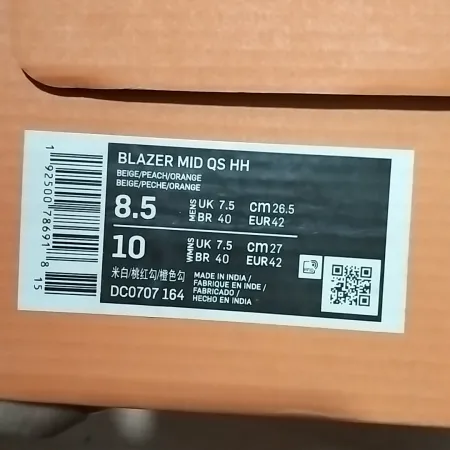 BLAZER MID QS HH
BEIGE/PEACH/ORANGE
BEIGE/PECHE/ORANGE
8.5 MENS UK 7.5 CM 26.5
BR 40 EUR 42
10 WMNS UK 7.5 CM 27
BR 40 EUR 42
米白/桃红勾/橙色勾
DC0707 164
MADE IN INDIA /
FABRIQUE EN INDE /
FABRICADO /
HECHO EN INDIA
1 92500 78691 8 15